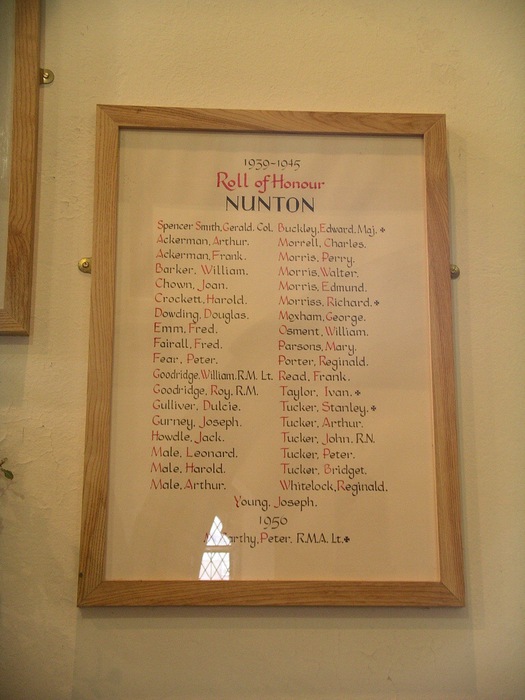 1939-1945
Roll of Honour
NUNTON
Spencer Smith, Gerald. Col. Buckley, Edward. Maj. ✠
Ackerman, Arthur. Morrell, Charles.
Ackerman, Frank. Morris, Perry.
Barker, William. Morris, Walter.
Chown, Joan. Morris, Edmund.
Crockett, Harold. Morriss, Richard. ✠
Dowding, Douglas. Moxham, George.
Emm, Fred. Osment, William.
Fairall, Fred. Parsons, Mary.
Fear, Peter. Porter, Reginald.
Goodridge, William. R.M. Lt. Read, Frank.
Goodridge, Roy, R.M. Taylor, Ivan. ✠
Gulliver, Dulcie. Tucker, Stanley. ✠
Gurney, Joseph. Tucker, Arthur.
Howdle, Jack. Tucker, John. R.N.
Male, Leonard. Tucker, Peter.
Male, Harold. Tucker, Bridget.
Male, Arthur. Whitelock, Reginald.
Young, Joseph.
1956
Peter. R.M.A. Lt. ✠